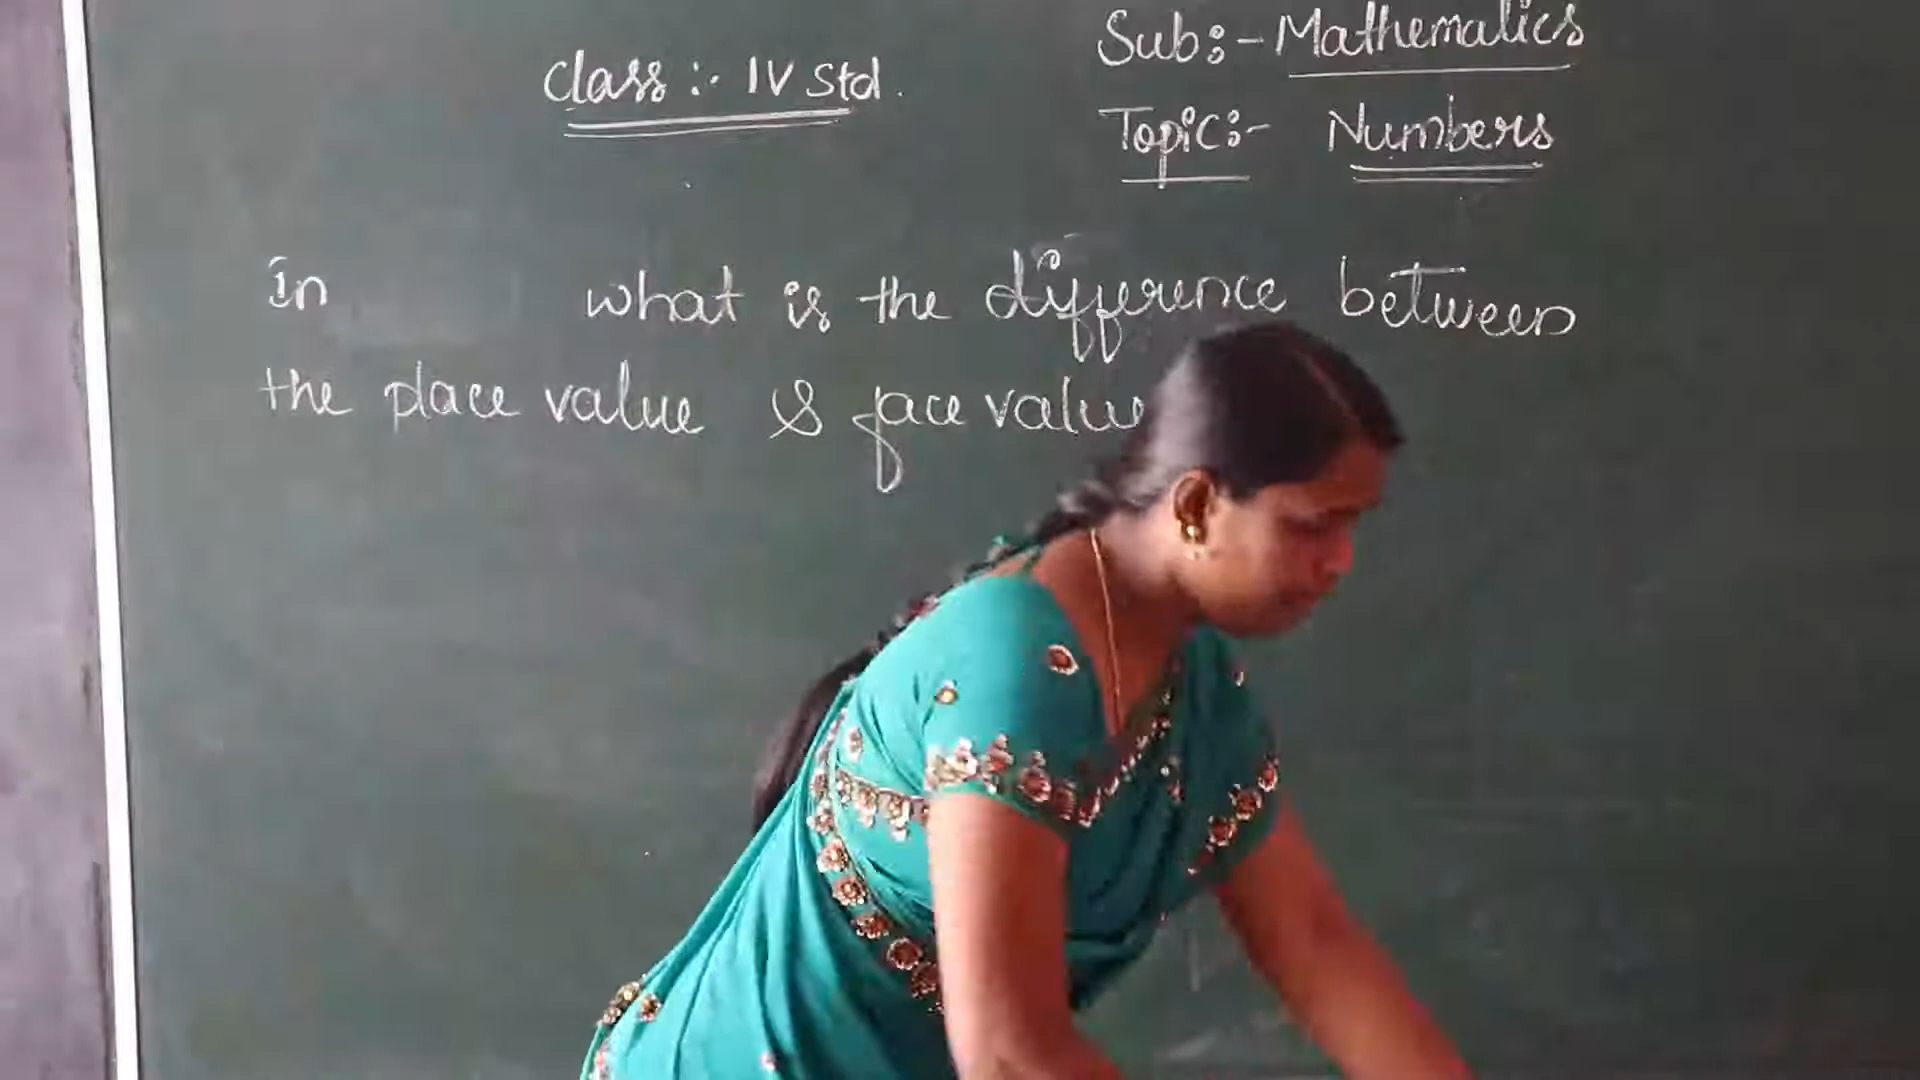 Class :- IV Std.
Sub:- Mathematics
Topic:- Numbers
In what is the difference between
the place value & face value